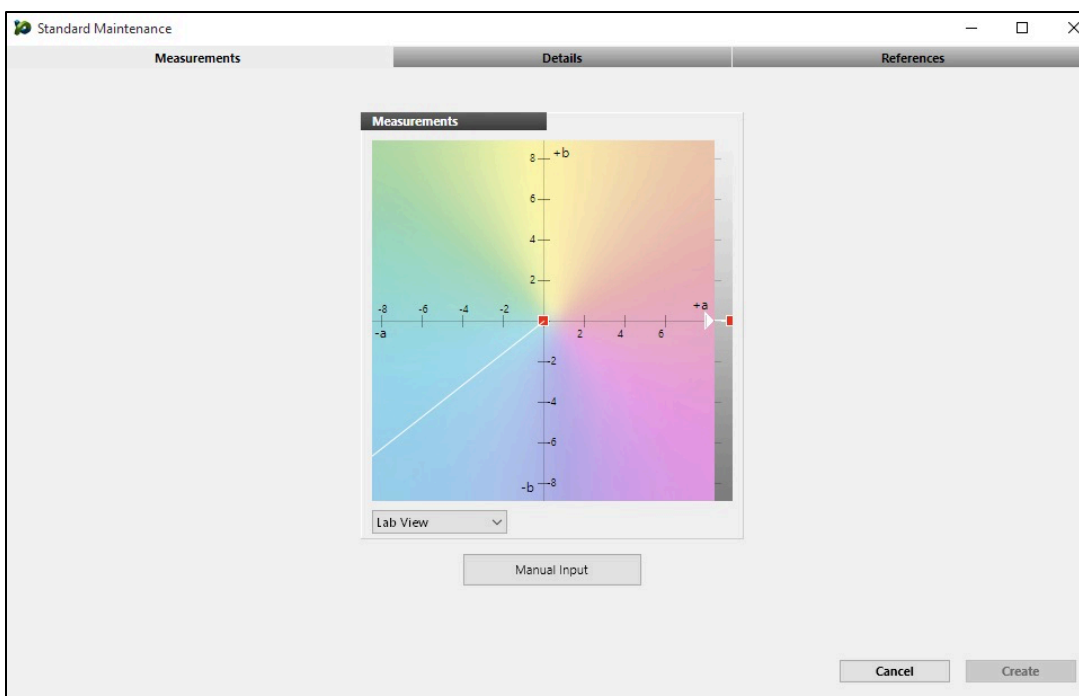 Standard Maintenance
Measurements Details References
Measurements
8 +b
6
4
2
-8 -6 -4 -2 +a
-a 2 4 6
-2
-4
-6
-b -8
Lab View
Manual Input
Cancel Create